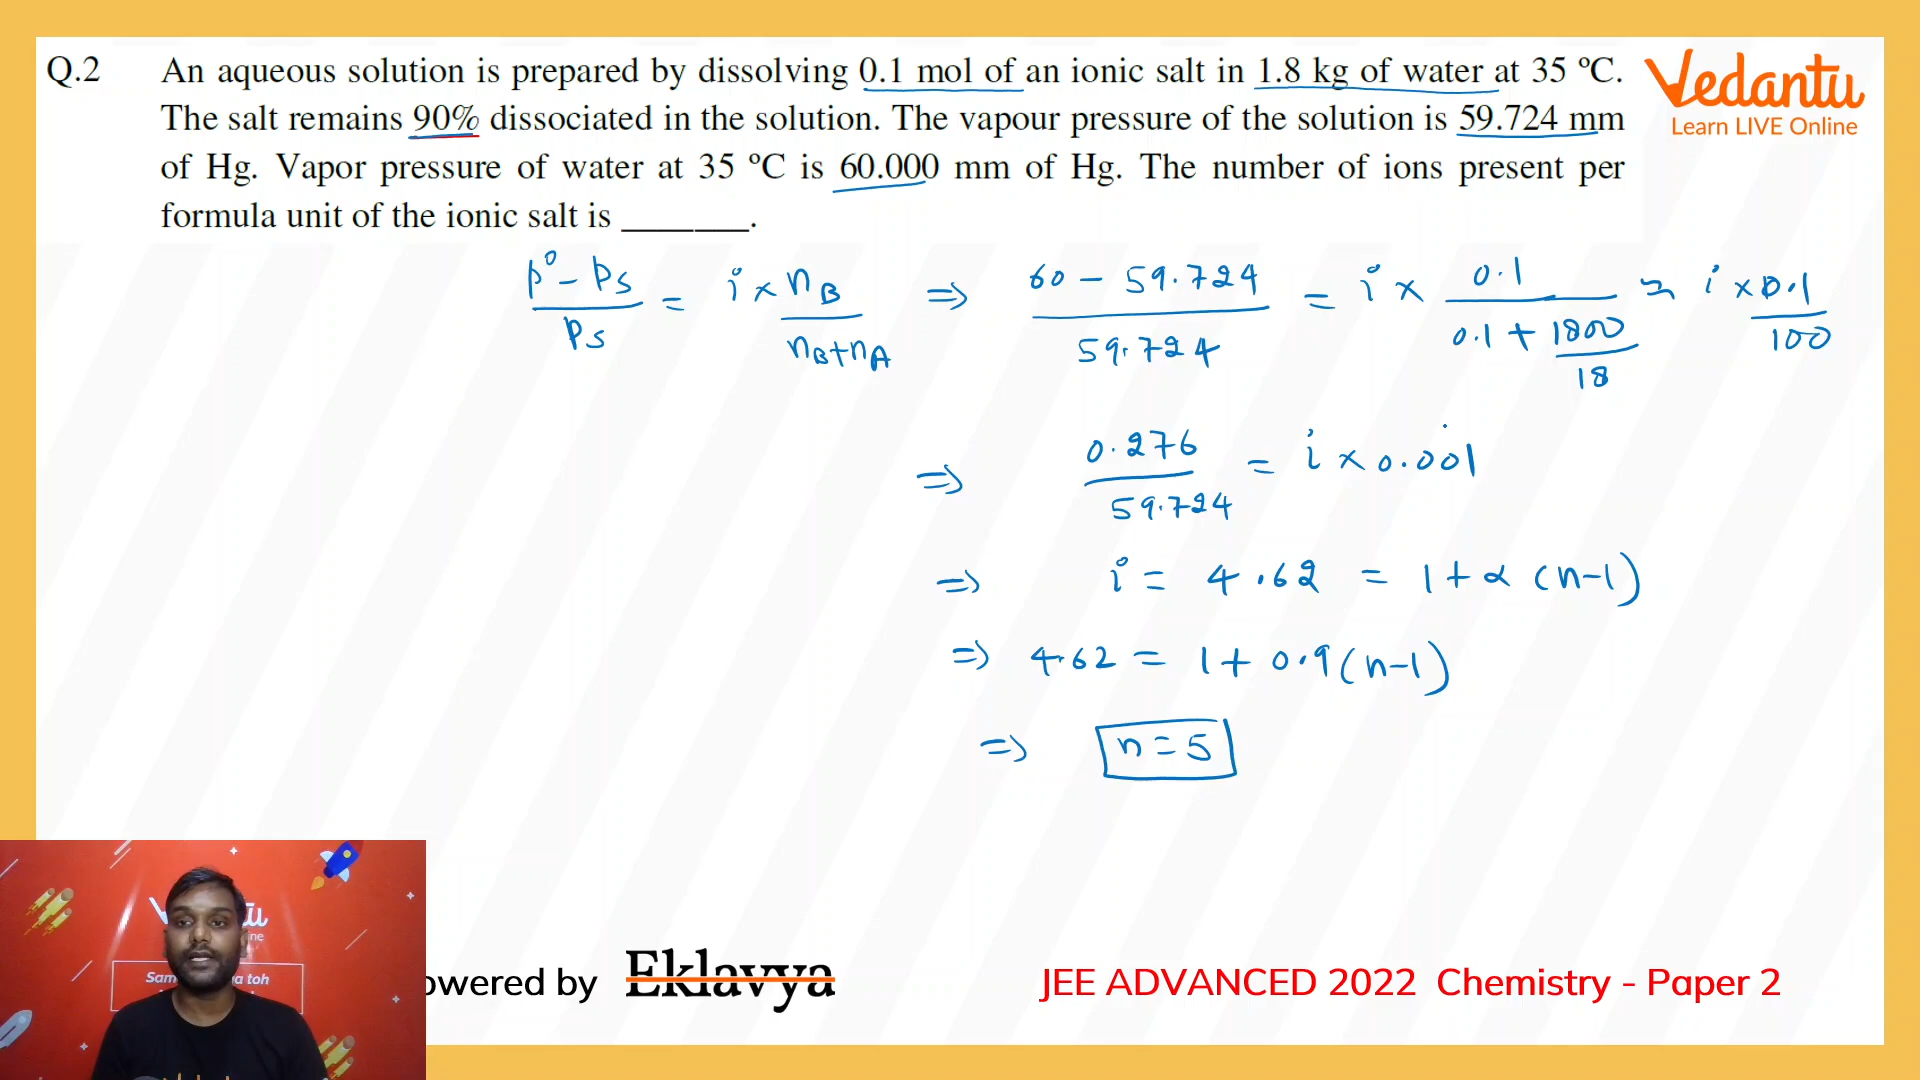 Q.2 An aqueous solution is prepared by dissolving 0.1 mol of an ionic salt in 1.8 kg of water at 35 ºC.
The salt remains 90% dissociated in the solution. The vapour pressure of the solution is 59.724 mm
of Hg. Vapor pressure of water at 35 ºC is 60.000 mm of Hg. The number of ions present per
formula unit of the ionic salt is _______.
Vedantu
Learn LIVE Online
(p⁰ - ps)/ps = i × nB/(nB+nA) => (60 - 59.724)/59.724 = i × 0.1/(0.1 + 1800/18) ≈ i × 0.1/100
=> 0.276/59.724 = i × 0.001
=> i = 4.62 = 1 + α (n-1)
=> 4.62 = 1 + 0.9 (n-1)
=> n = 5
owered by Eklavya
JEE ADVANCED 2022 Chemistry - Paper 2